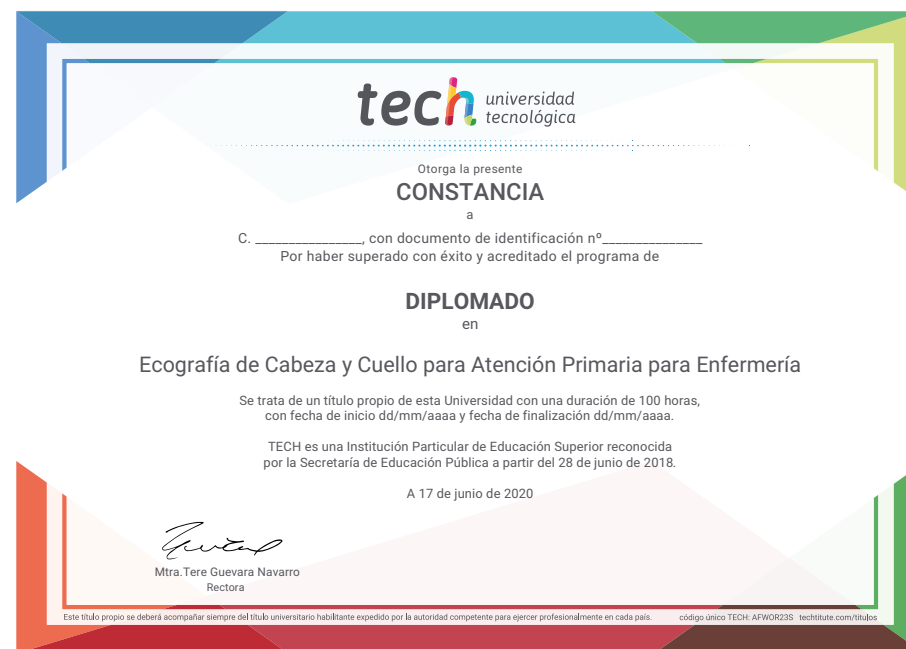 tech universidad
tecnológica
Otorga la presente
CONSTANCIA
a
C. ________________, con documento de identificación nº_______________
Por haber superado con éxito y acreditado el programa de
DIPLOMADO
en
Ecografía de Cabeza y Cuello para Atención Primaria para Enfermería
Se trata de un título propio de esta Universidad con una duración de 100 horas,
con fecha de inicio dd/mm/aaaa y fecha de finalización dd/mm/aaaa.
TECH es una Institución Particular de Educación Superior reconocida
por la Secretaría de Educación Pública a partir del 28 de junio de 2018.
A 17 de junio de 2020
Mtra.Tere Guevara Navarro
Rectora
Este título propio se deberá acompañar siempre del título universitario habilitante expedido por la autoridad competente para ejercer profesionalmente en cada país. código único TECH: AFWOR23S techtitute.com/titulos